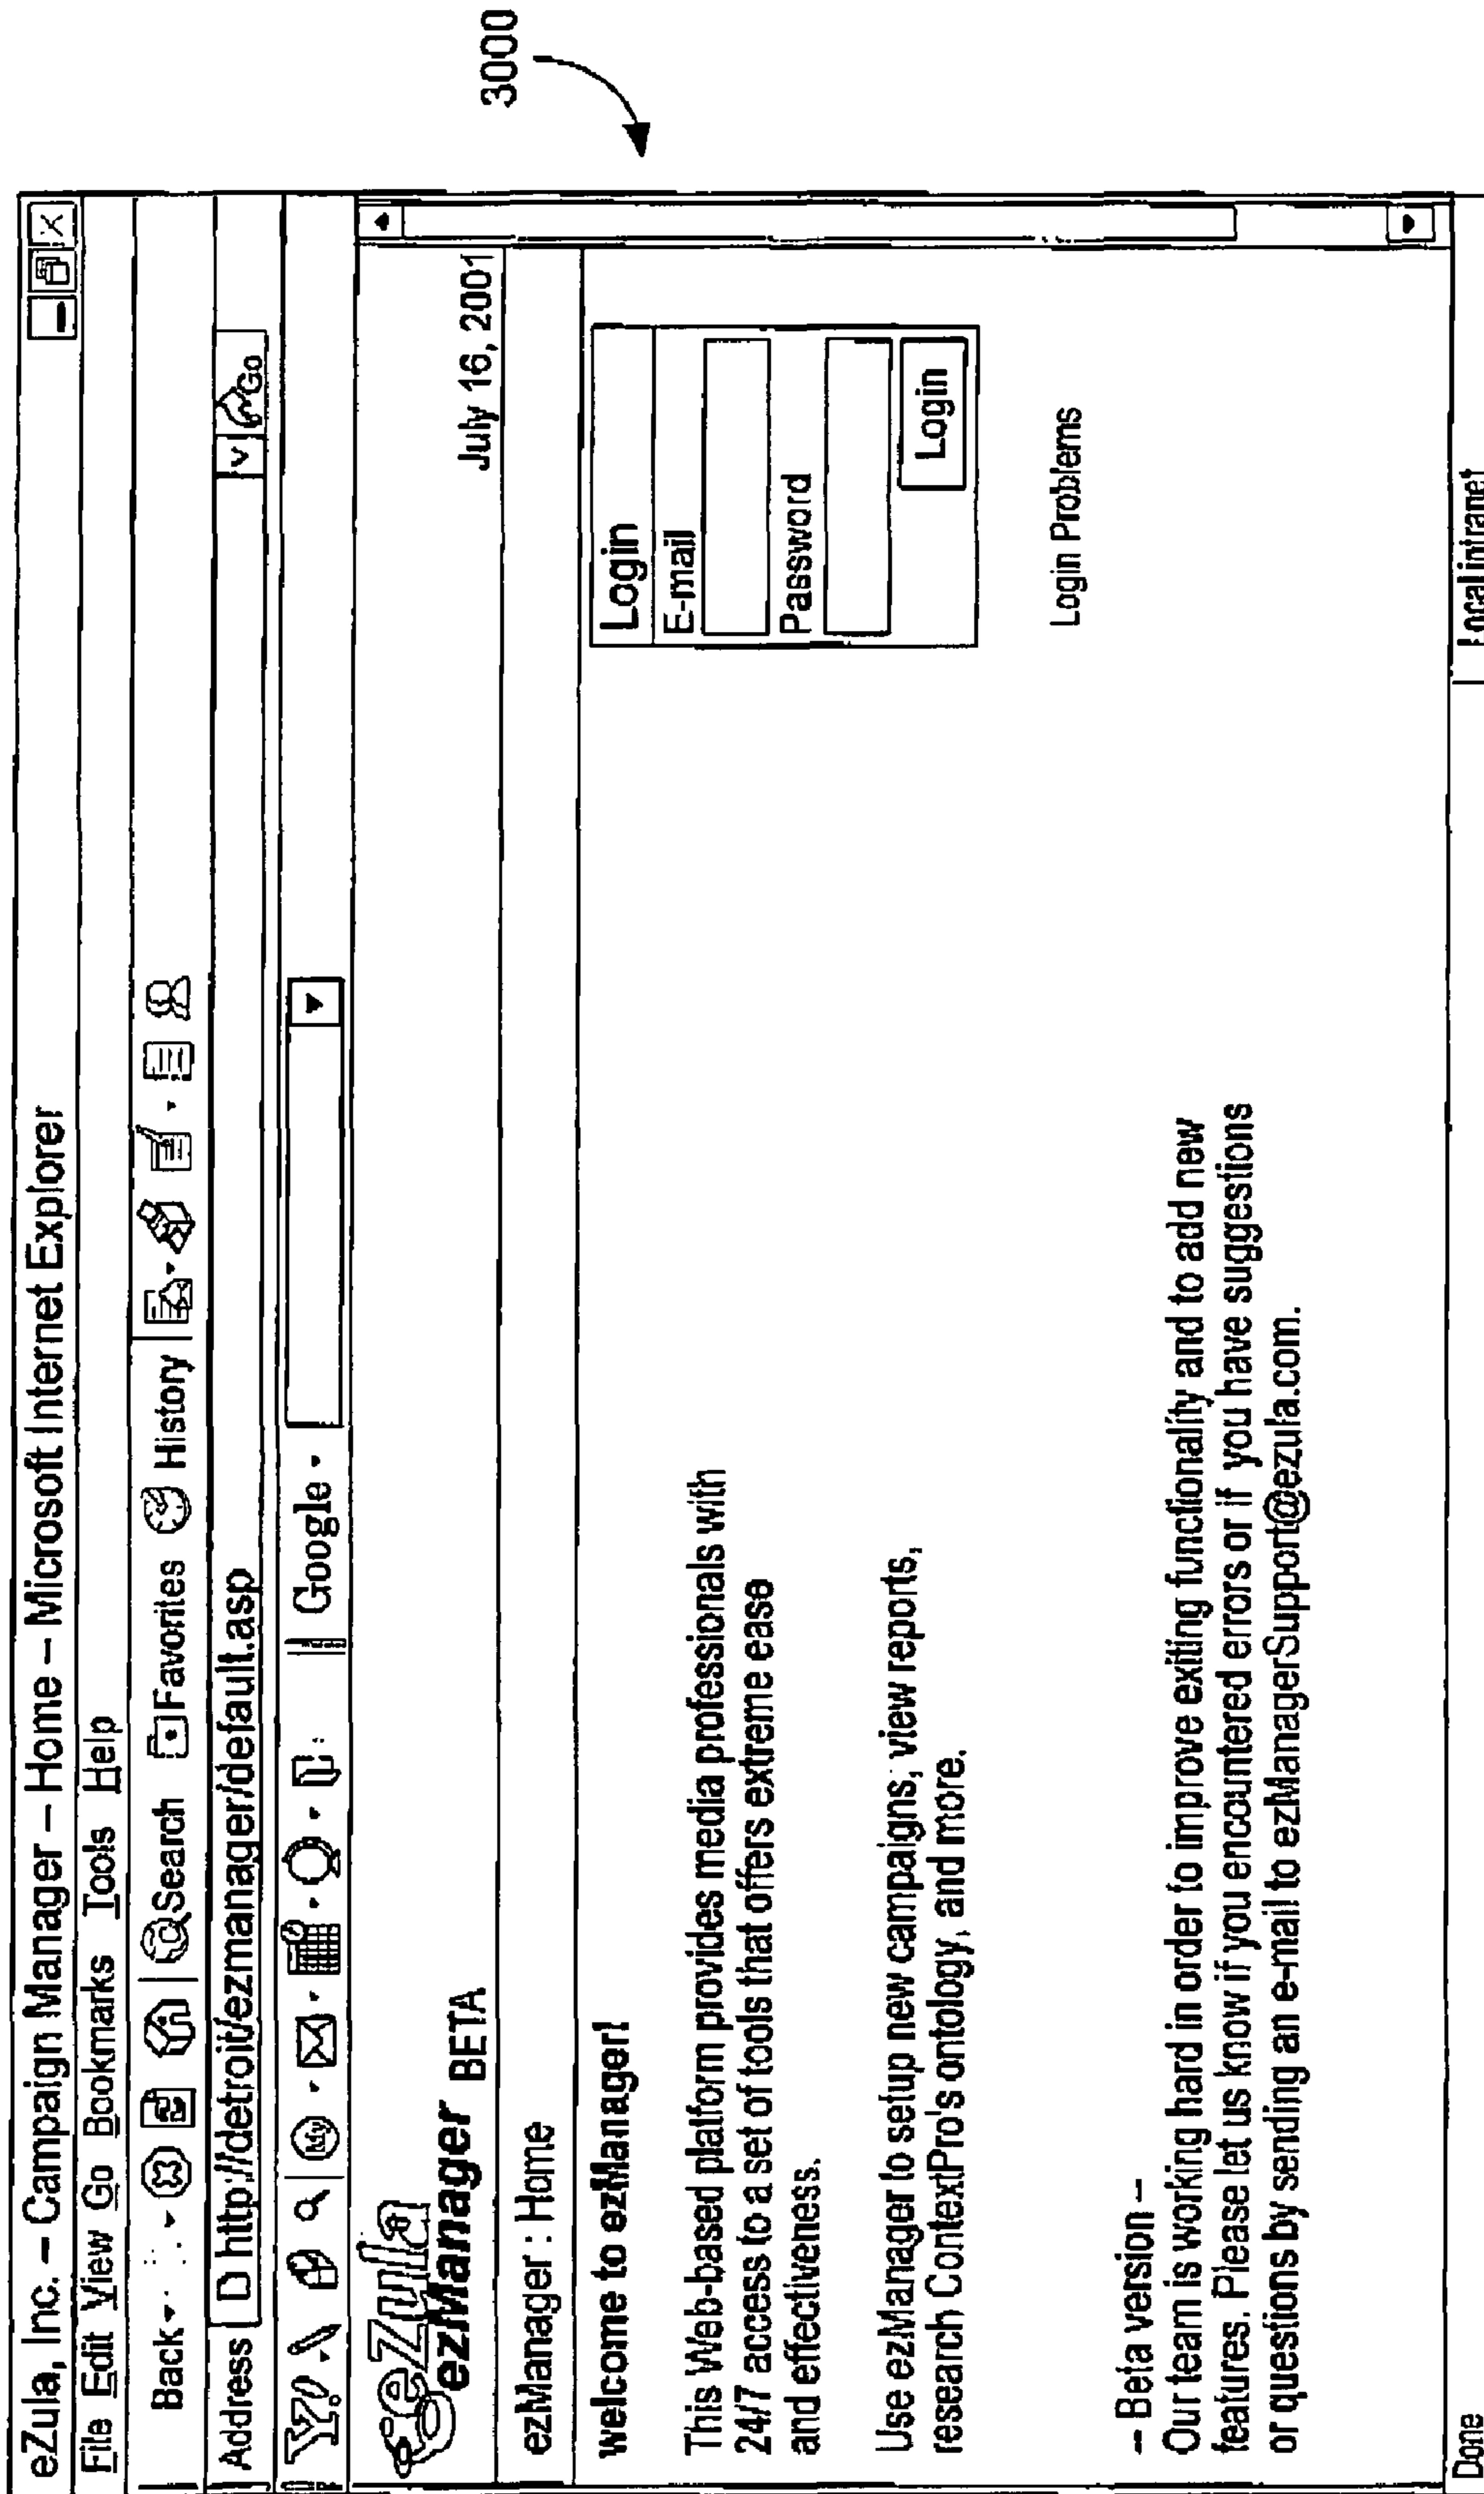 3000
eZula, Inc. – Campaign Manager – Home – Microsoft Internet Explorer
File Edit View Go Bookmarks Tools Help
Back Search Favorites History
Address http://detroit/ezmanager/default.asp Go
Y! My Google
eZula
ezManager BETA
July 16, 2001
ezManager : Home
welcome to ezManager!
This Web-based platform provides media professionals with
24/7 access to a set of tools that offers extreme ease
and effectiveness.
Use ezManager to setup new campaigns, view reports,
research ContextPro's ontology, and more.
Login
E-mail
Password
Login
Login Problems
-- Beta version --
Our team is working hard in order to improve exiting functionality and to add new
features. Please let us know if you encountered errors or if you have suggestions
or questions by sending an e-mail to ezManagerSupport@ezula.com.
Done Local intranet